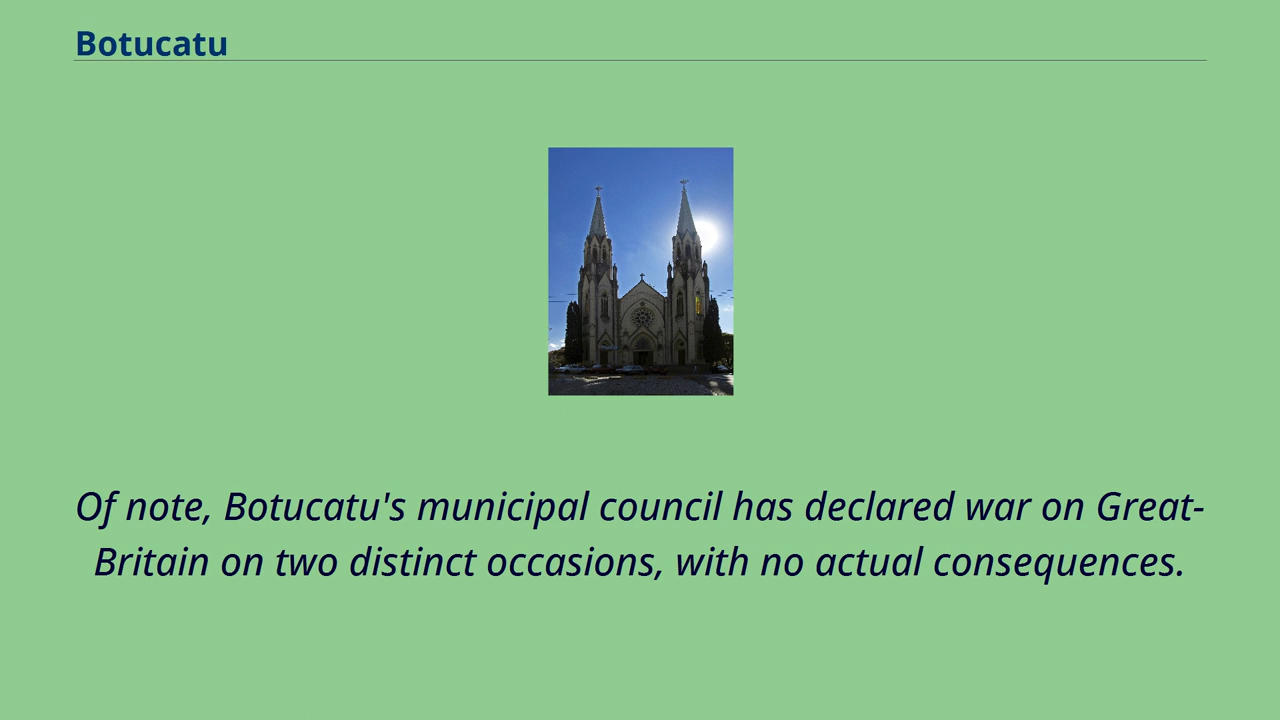 Botucatu
Of note, Botucatu's municipal council has declared war on Great-
Britain on two distinct occasions, with no actual consequences.